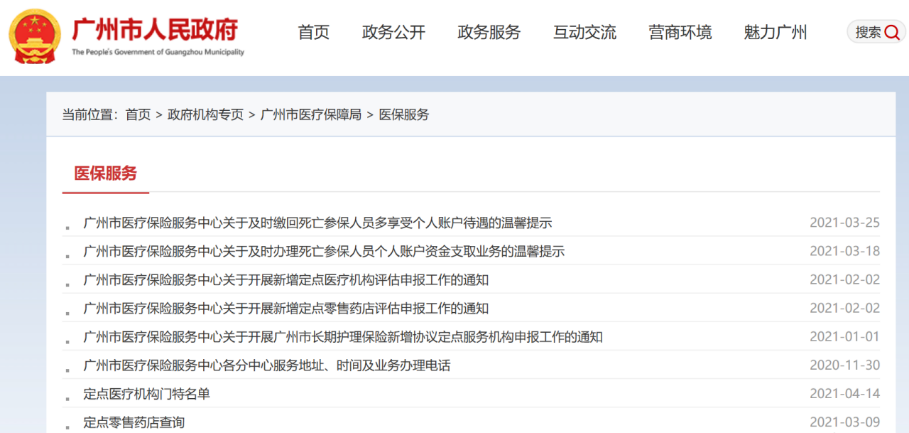 广州市人民政府
The People's Government of Guangzhou Municipality
首页 政务公开 政务服务 互动交流 营商环境 魅力广州 搜索
当前位置：首页 > 政府机构专页 > 广州市医疗保障局 > 医保服务
医保服务
广州市医疗保险服务中心关于及时缴回死亡参保人员多享受个人账户待遇的温馨提示 2021-03-25
广州市医疗保险服务中心关于及时办理死亡参保人员个人账户资金支取业务的温馨提示 2021-03-18
广州市医疗保险服务中心关于开展新增定点医疗机构评估申报工作的通知 2021-02-02
广州市医疗保险服务中心关于开展新增定点零售药店评估申报工作的通知 2021-02-02
广州市医疗保险服务中心关于开展广州市长期护理保险新增协议定点服务机构申报工作的通知 2021-01-01
广州市医疗保险服务中心各分中心服务地址、时间及业务办理电话 2020-11-30
定点医疗机构门特名单 2021-04-14
定点零售药店查询 2021-03-09